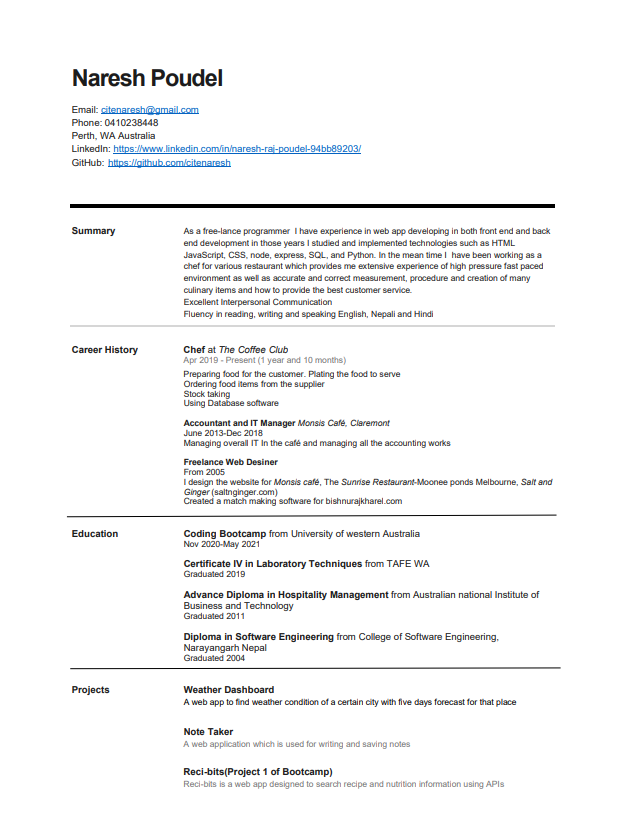 Naresh Poudel
Email: citenaresh@gmail.com
Phone: 0410238448
Perth, WA Australia
LinkedIn: https://www.linkedin.com/in/naresh-raj-poudel-94bb89203/
GitHub: https://github.com/citenaresh
Summary
As a free-lance programmer I have experience in web app developing in both front end and back
end development in those years I studied and implemented technologies such as HTML
JavaScript, CSS, node, express, SQL, and Python. In the mean time I have been working as a
chef for various restaurant which provides me extensive experience of high pressure fast paced
environment as well as accurate and correct measurement, procedure and creation of many
culinary items and how to provide the best customer service.
Excellent Interpersonal Communication
Fluency in reading, writing and speaking English, Nepali and Hindi
Career History
Chef at The Coffee Club
Apr 2019 - Present (1 year and 10 months)
Preparing food for the customer. Plating the food to serve
Ordering food items from the supplier
Stock taking
Using Database software
Accountant and IT Manager Monsis Café, Claremont
June 2013-Dec 2018
Managing overall IT In the café and managing all the accounting works
Freelance Web Desiner
From 2005
I design the website for Monsis café, The Sunrise Restaurant-Moonee ponds Melbourne, Salt and
Ginger (saltnginger.com)
Created a match making software for bishnurajkharel.com
Education
Coding Bootcamp from University of western Australia
Nov 2020-May 2021
Certificate IV in Laboratory Techniques from TAFE WA
Graduated 2019
Advance Diploma in Hospitality Management from Australian national Institute of
Business and Technology
Graduated 2011
Diploma in Software Engineering from College of Software Engineering,
Narayangarh Nepal
Graduated 2004
Projects
Weather Dashboard
A web app to find weather condition of a certain city with five days forecast for that place
Note Taker
A web application which is used for writing and saving notes
Reci-bits(Project 1 of Bootcamp)
Reci-bits is a web app designed to search recipe and nutrition information using APIs